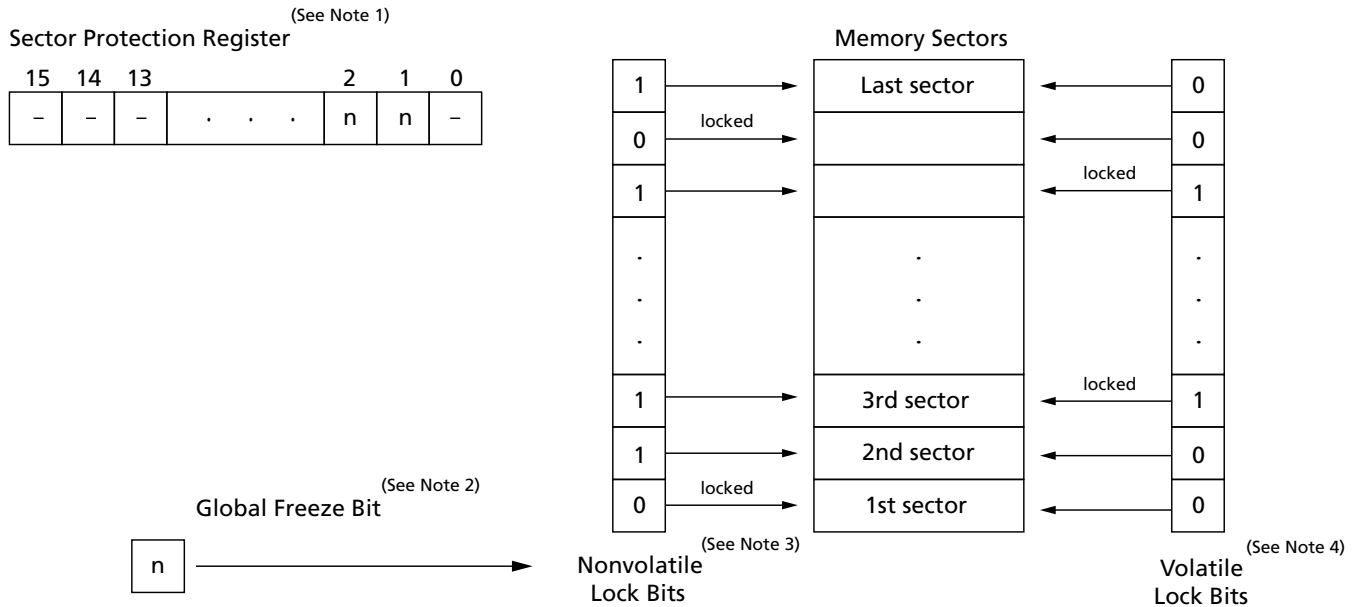 (See Note 1)
Sector Protection Register
15 14 13 2 1 0
– – – . . . n n –
Memory Sectors
1 Last sector 0
0 locked 0
1 locked 1
. . .
. . .
. . .
1 3rd sector locked 1
1 2nd sector 0
0 locked 1st sector 0
(See Note 2)
Global Freeze Bit
n
(See Note 3)
Nonvolatile
Lock Bits
(See Note 4)
Volatile
Lock Bits